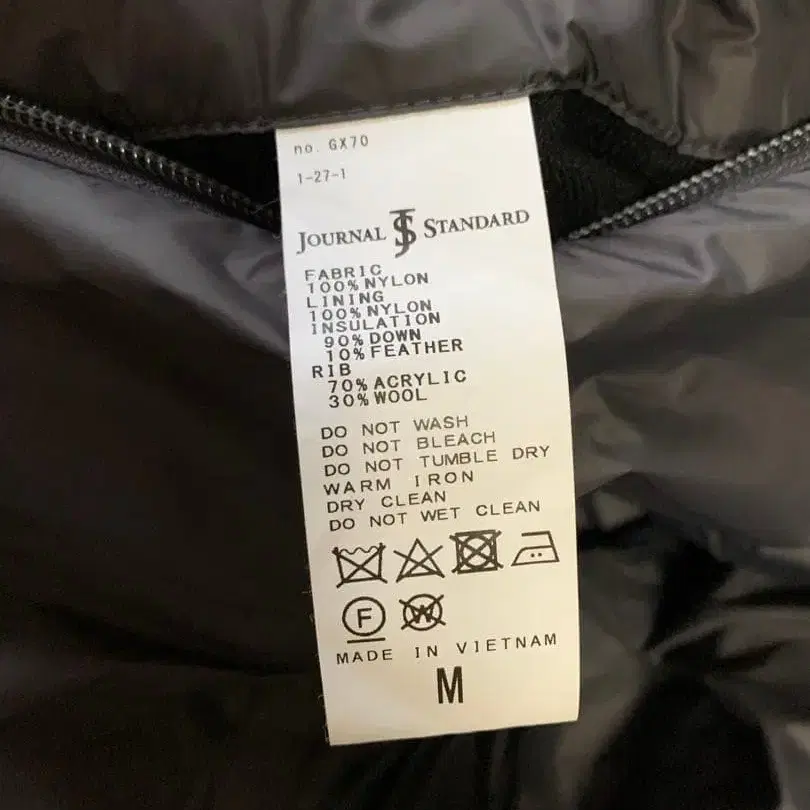 no. GX70
1-27-1
JOURNAL JS STANDARD
FABRIC
100% NYLON
LINING
100% NYLON
INSULATION
90% DOWN
10% FEATHER
RIB
70% ACRYLIC
30% WOOL
DO NOT WASH
DO NOT BLEACH
DO NOT TUMBLE DRY
WARM IRON
DRY CLEAN
DO NOT WET CLEAN
F W
MADE IN VIETNAM
M